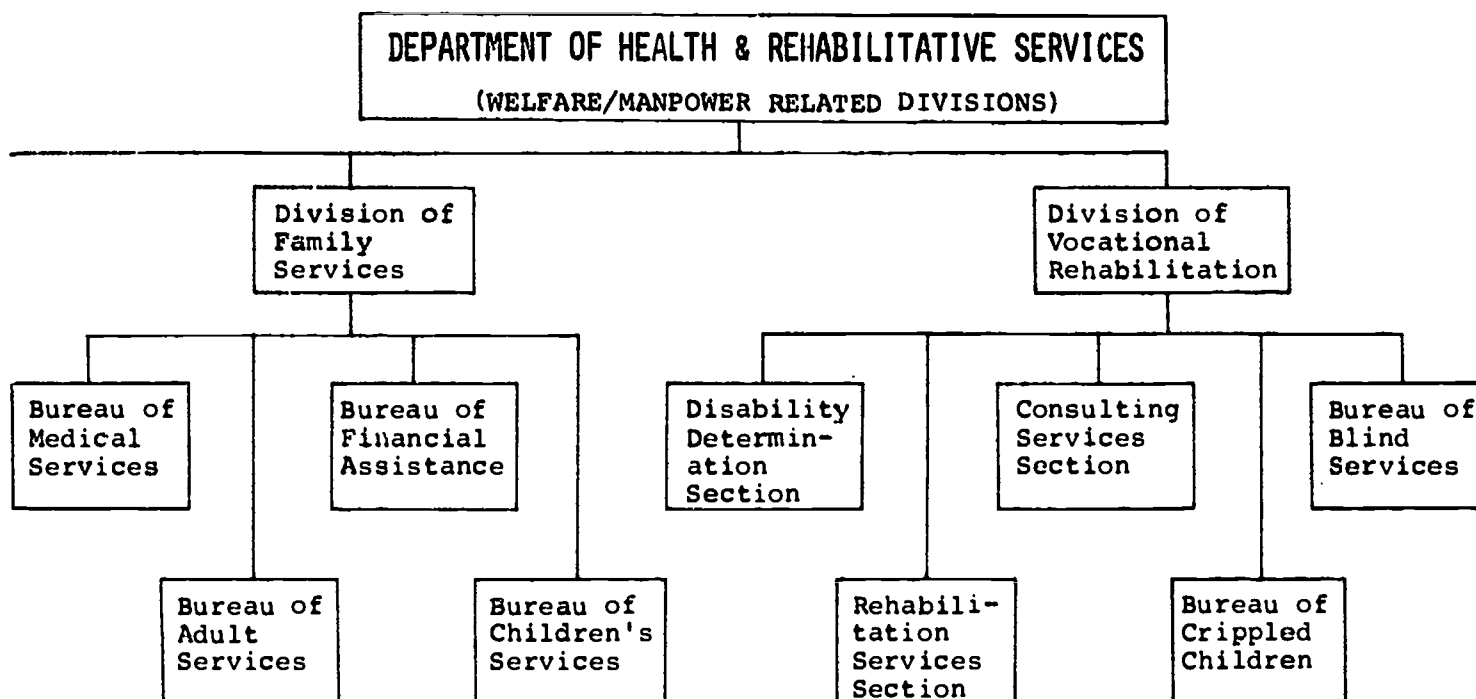 DEPARTMENT OF HEALTH & REHABILITATIVE SERVICES
(WELFARE/MANPOWER RELATED DIVISIONS)
Division of
Family
Services
Division of
Vocational
Rehabilitation
Bureau of
Medical
Services
Bureau of
Financial
Assistance
Disability
Determin-
ation
Section
Consulting
Services
Section
Bureau of
Blind
Services
Bureau of
Adult
Services
Bureau of
Children's
Services
Rehabili-
tation
Services
Section
Bureau of
Crippled
Children